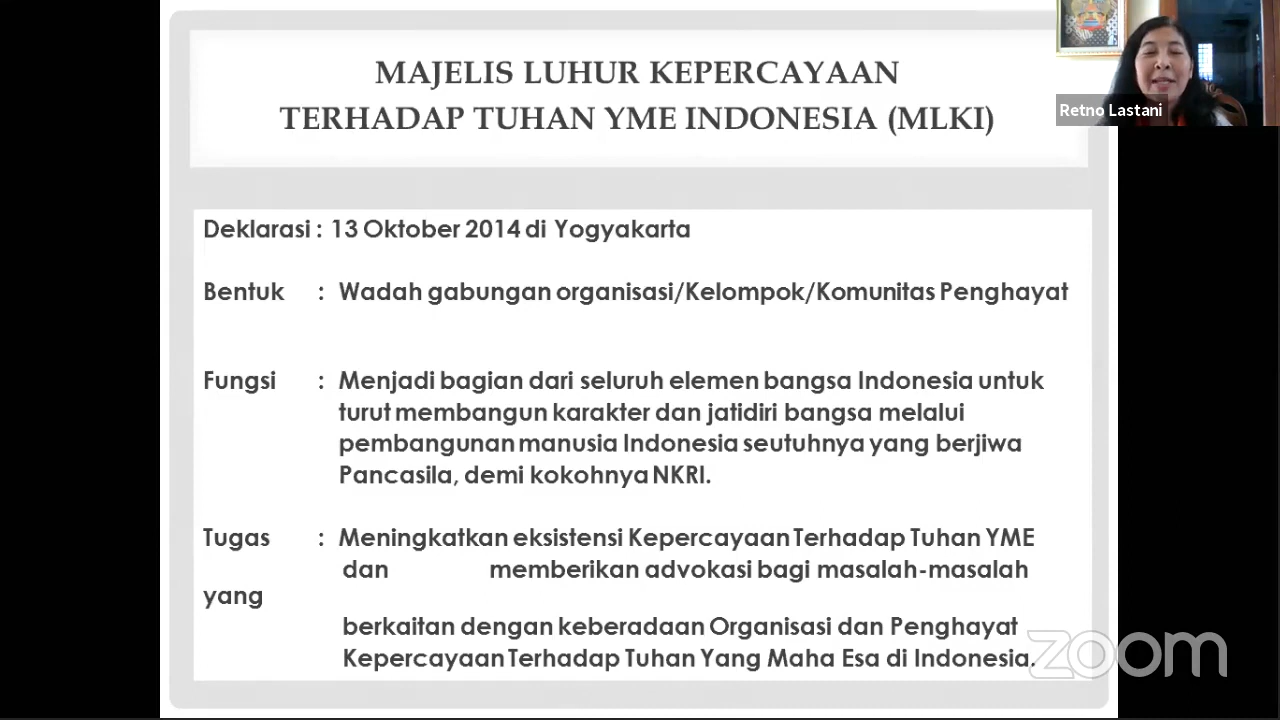 MAJELIS LUHUR KEPERCAYAAN
TERHADAP TUHAN YME INDONESIA (MLKI)
Retno Lastani
Deklarasi : 13 Oktober 2014 di Yogyakarta
Bentuk : Wadah gabungan organisasi/Kelompok/Komunitas Penghayat
Fungsi : Menjadi bagian dari seluruh elemen bangsa Indonesia untuk
turut membangun karakter dan jatidiri bangsa melalui
pembangunan manusia Indonesia seutuhnya yang berjiwa
Pancasila, demi kokohnya NKRI.
Tugas : Meningkatkan eksistensi Kepercayaan Terhadap Tuhan YME
dan memberikan advokasi bagi masalah-masalah
yang
berkaitan dengan keberadaan Organisasi dan Penghayat
Kepercayaan Terhadap Tuhan Yang Maha Esa di Indonesia.
zoom